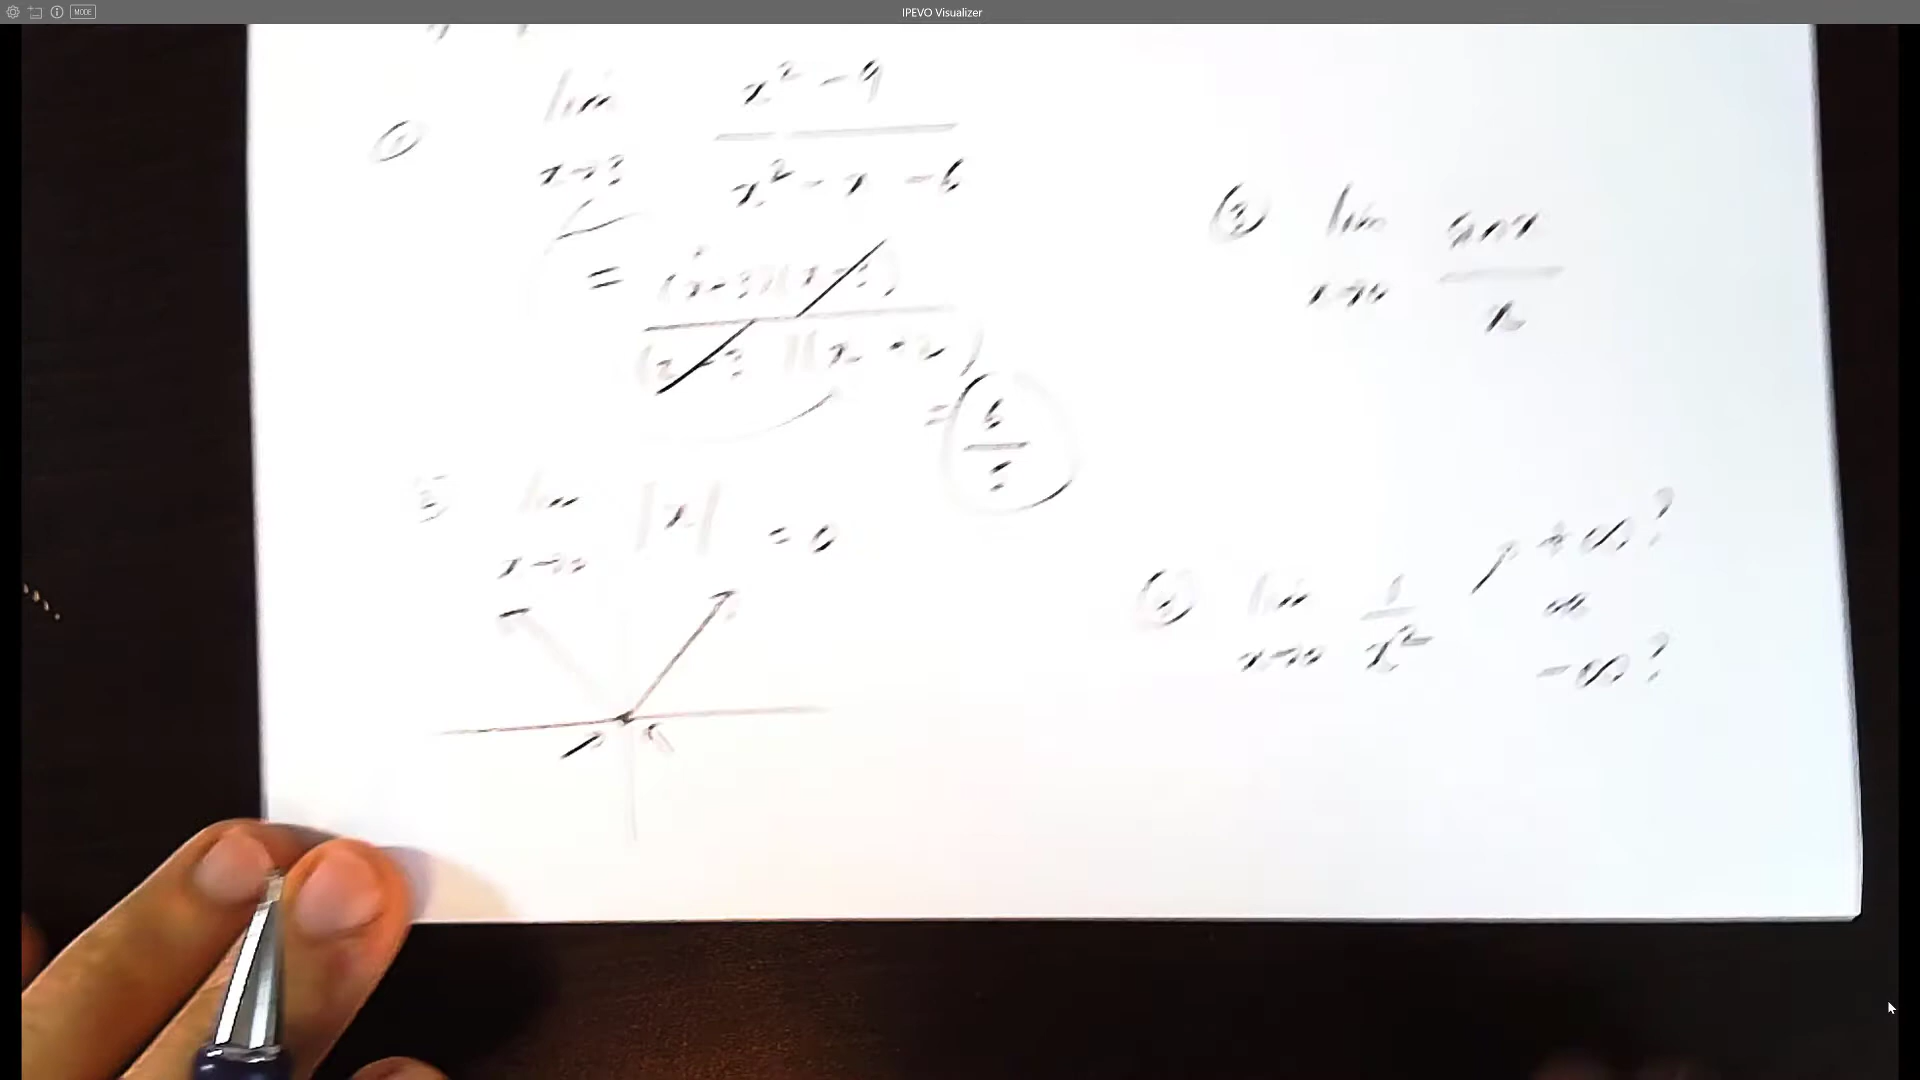 MODE
IPEVO Visualizer
① lim x→3 x² - 9 / x² - x - 6
= (x+3)(x-3) / (x-3)(x+2)
= 6/5
② lim x→0 sin x / x
③ lim x→0 |x| = 0
④ lim x→0 1/x²
+∞?
or
-∞?